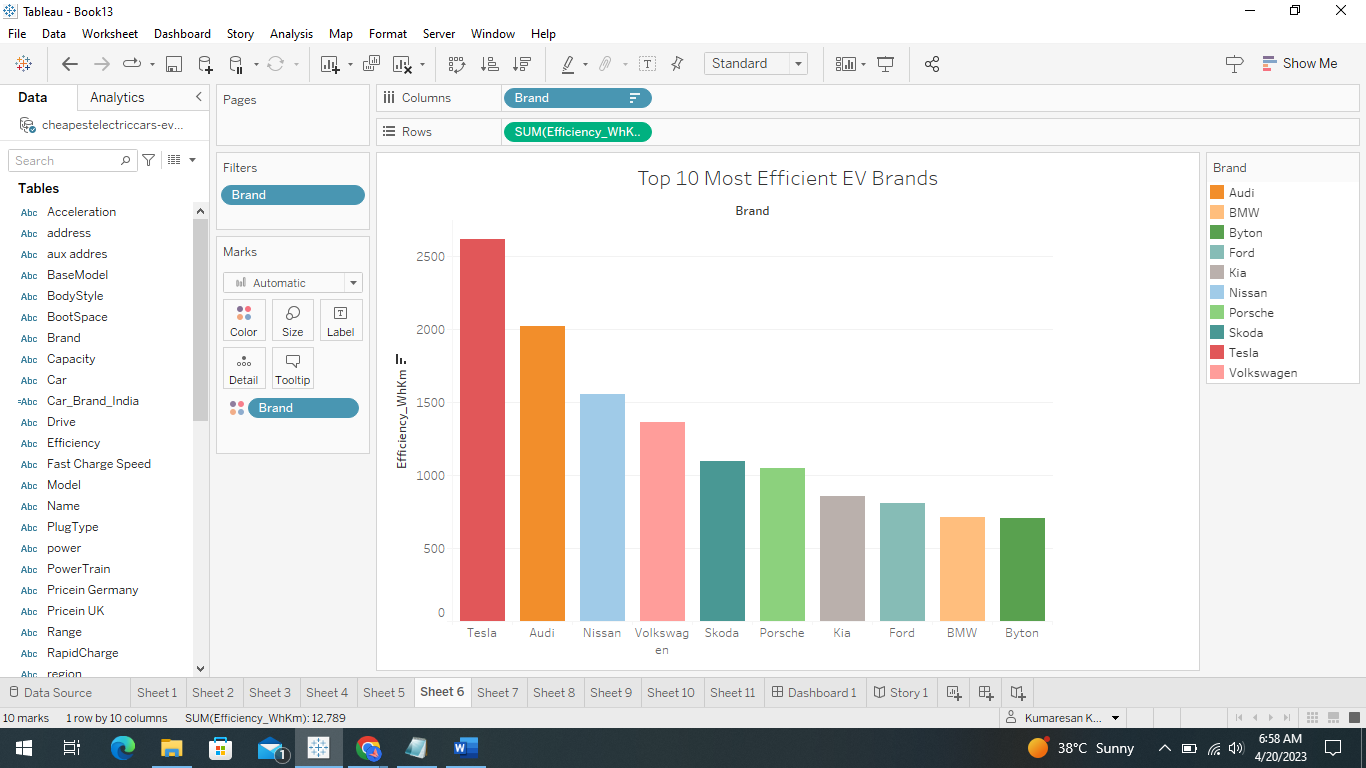 Tableau - Book13
File Data Worksheet Dashboard Story Analysis Map Format Server Window Help
Standard
Show Me
Data Analytics
cheapestelectriccars-ev...
Search
Tables
Abc Acceleration
Abc address
Abc aux addres
Abc BaseModel
Abc BodyStyle
Abc BootSpace
Abc Brand
Abc Capacity
Abc Car
=Abc Car_Brand_India
Abc Drive
Abc Efficiency
Abc Fast Charge Speed
Abc Model
Abc Name
Abc PlugType
Abc power
Abc PowerTrain
Abc Pricein Germany
Abc Pricein UK
Abc Range
Abc RapidCharge
Abc region
Pages
Filters
Brand
Marks
Automatic
Color Size Label
Detail Tooltip
Brand
Columns Brand
Rows SUM(Efficiency_WhK..
Top 10 Most Efficient EV Brands
Brand
Efficiency_WhKm
2500
2000
1500
1000
500
0
Tesla Audi Nissan Volkswag
en Skoda Porsche Kia Ford BMW Byton
Brand
Audi
BMW
Byton
Ford
Kia
Nissan
Porsche
Skoda
Tesla
Volkswagen
Data Source Sheet 1 Sheet 2 Sheet 3 Sheet 4 Sheet 5 Sheet 6 Sheet 7 Sheet 8 Sheet 9 Sheet 10 Sheet 11 Dashboard 1 Story 1
10 marks 1 row by 10 columns SUM(Efficiency_WhKm): 12,789 Kumaresan K...
1
W
38°C Sunny
6:58 AM
4/20/2023